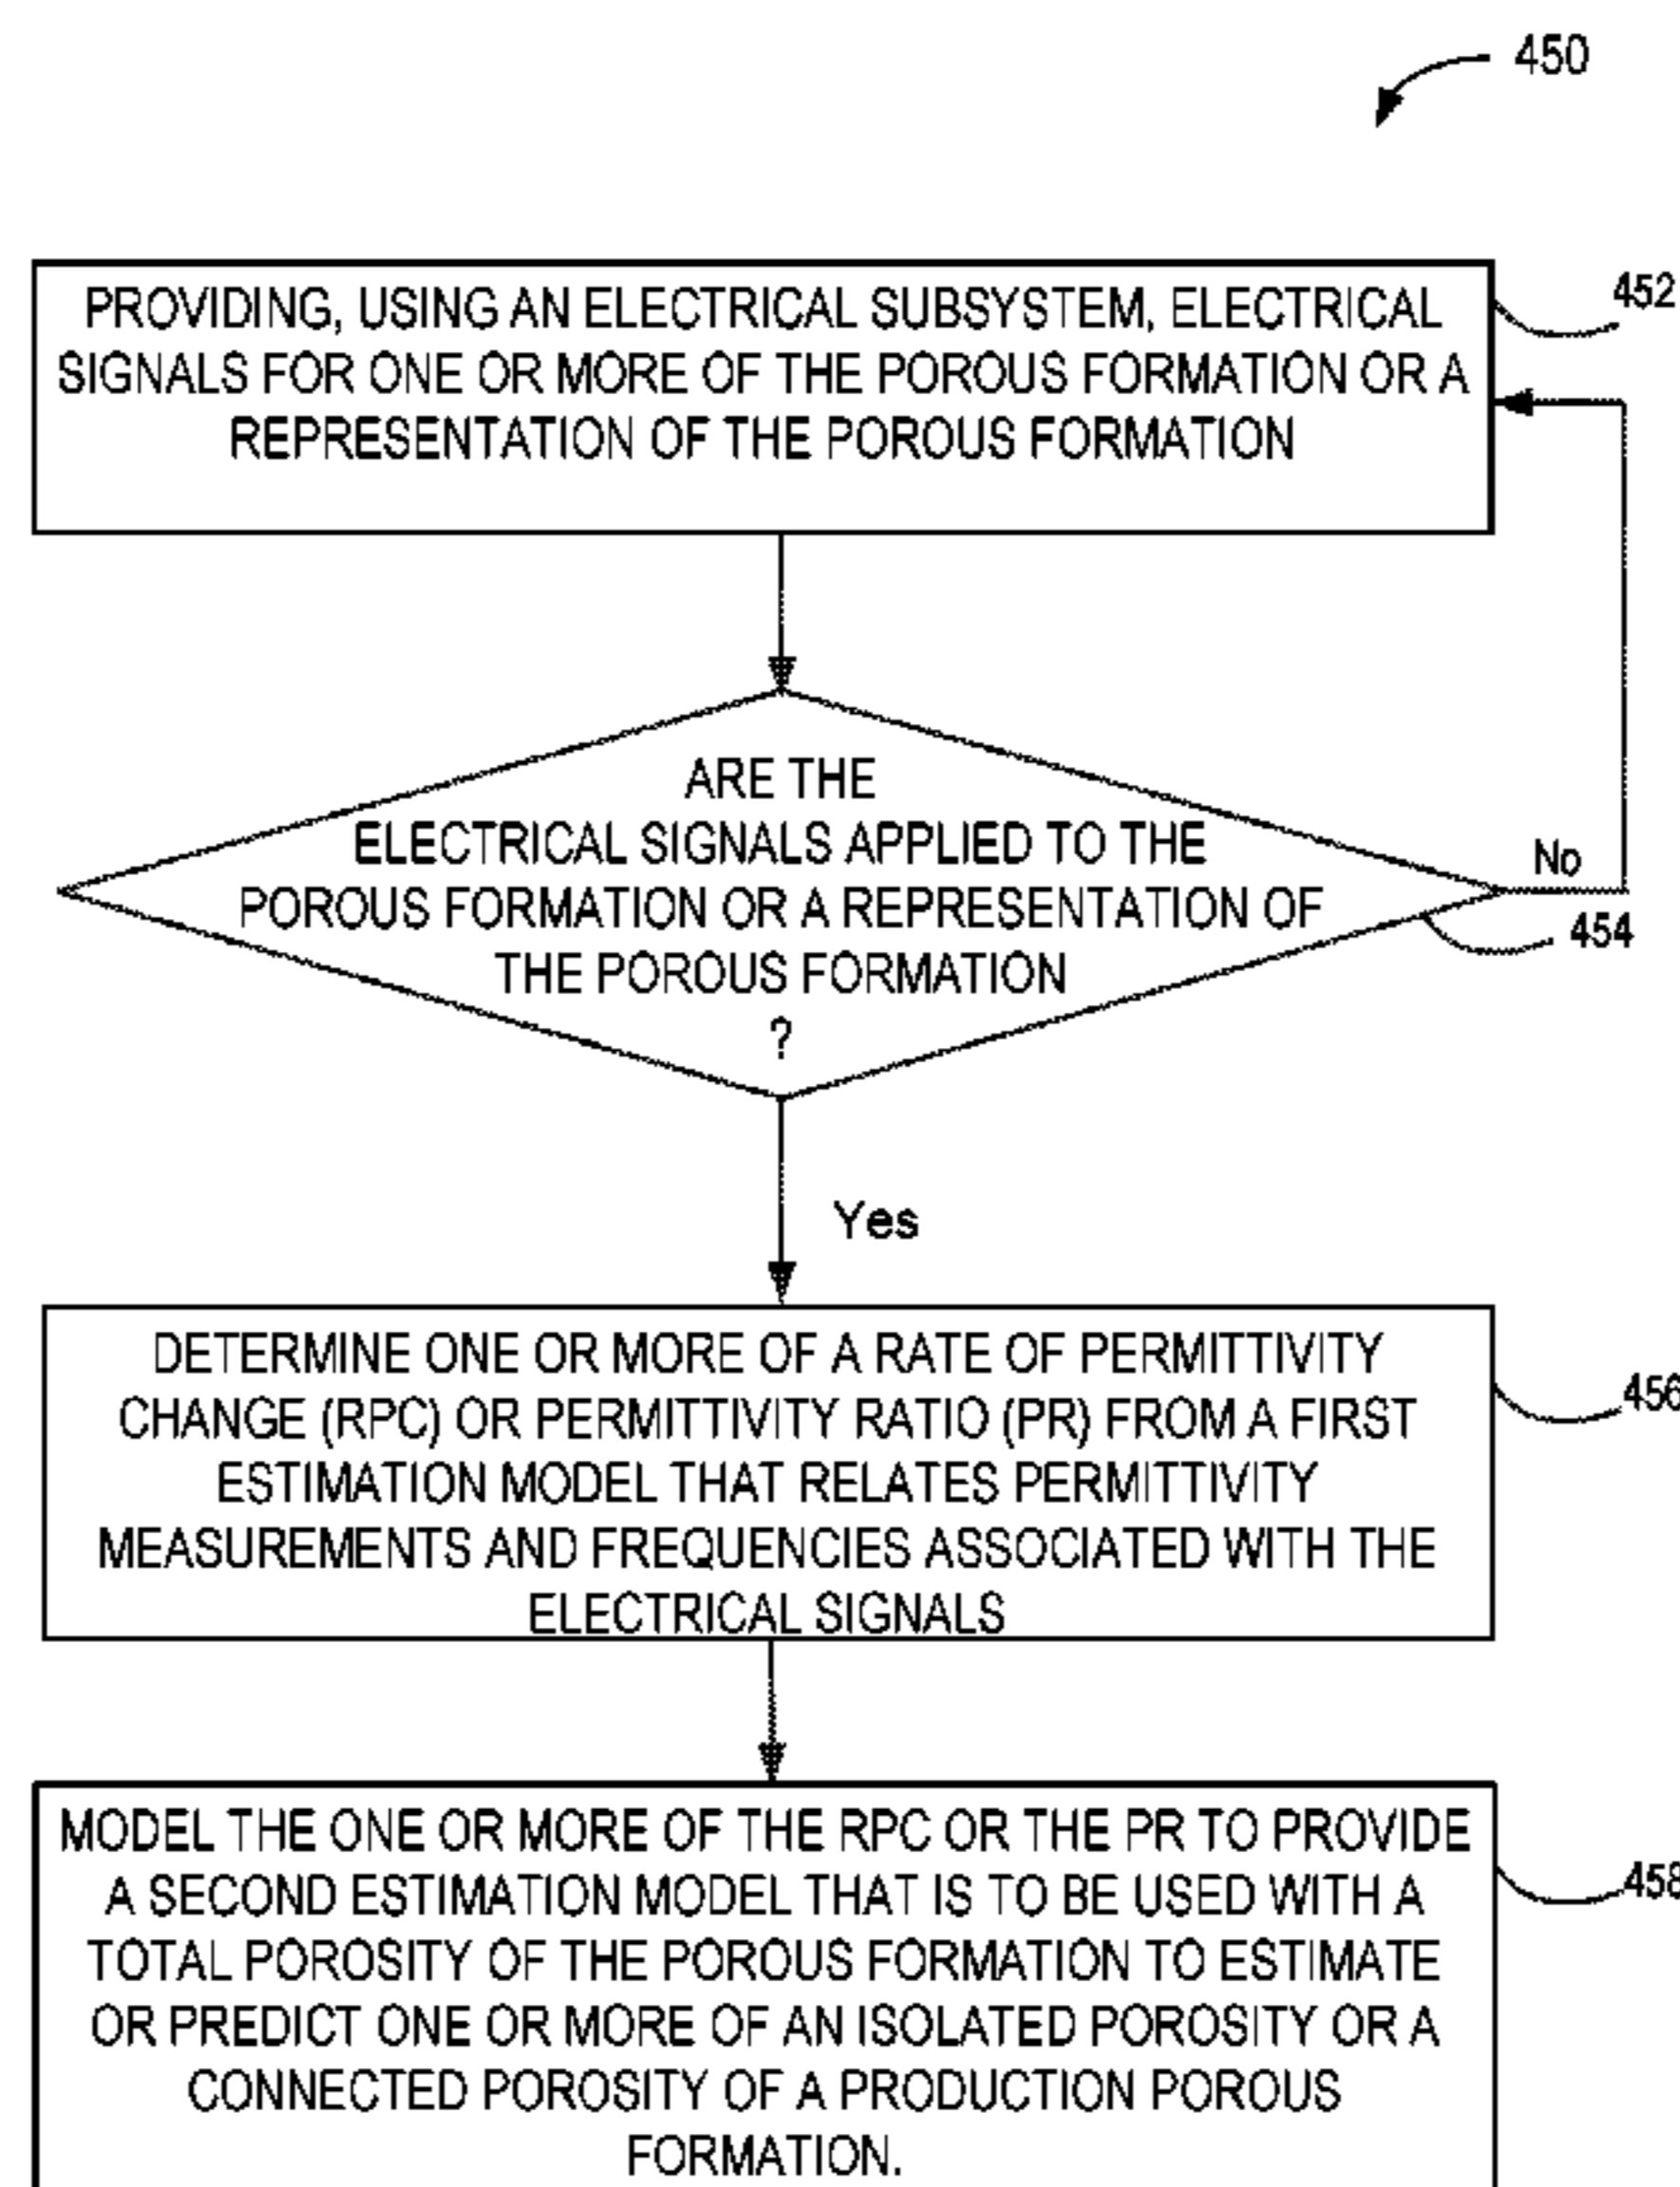 450
PROVIDING, USING AN ELECTRICAL SUBSYSTEM, ELECTRICAL
SIGNALS FOR ONE OR MORE OF THE POROUS FORMATION OR A
REPRESENTATION OF THE POROUS FORMATION
452
ARE THE
ELECTRICAL SIGNALS APPLIED TO THE
POROUS FORMATION OR A REPRESENTATION OF
THE POROUS FORMATION
?
No
454
Yes
DETERMINE ONE OR MORE OF A RATE OF PERMITTIVITY
CHANGE (RPC) OR PERMITTIVITY RATIO (PR) FROM A FIRST
ESTIMATION MODEL THAT RELATES PERMITTIVITY
MEASUREMENTS AND FREQUENCIES ASSOCIATED WITH THE
ELECTRICAL SIGNALS
456
MODEL THE ONE OR MORE OF THE RPC OR THE PR TO PROVIDE
A SECOND ESTIMATION MODEL THAT IS TO BE USED WITH A
TOTAL POROSITY OF THE POROUS FORMATION TO ESTIMATE
OR PREDICT ONE OR MORE OF AN ISOLATED POROSITY OR A
CONNECTED POROSITY OF A PRODUCTION POROUS
FORMATION.
458